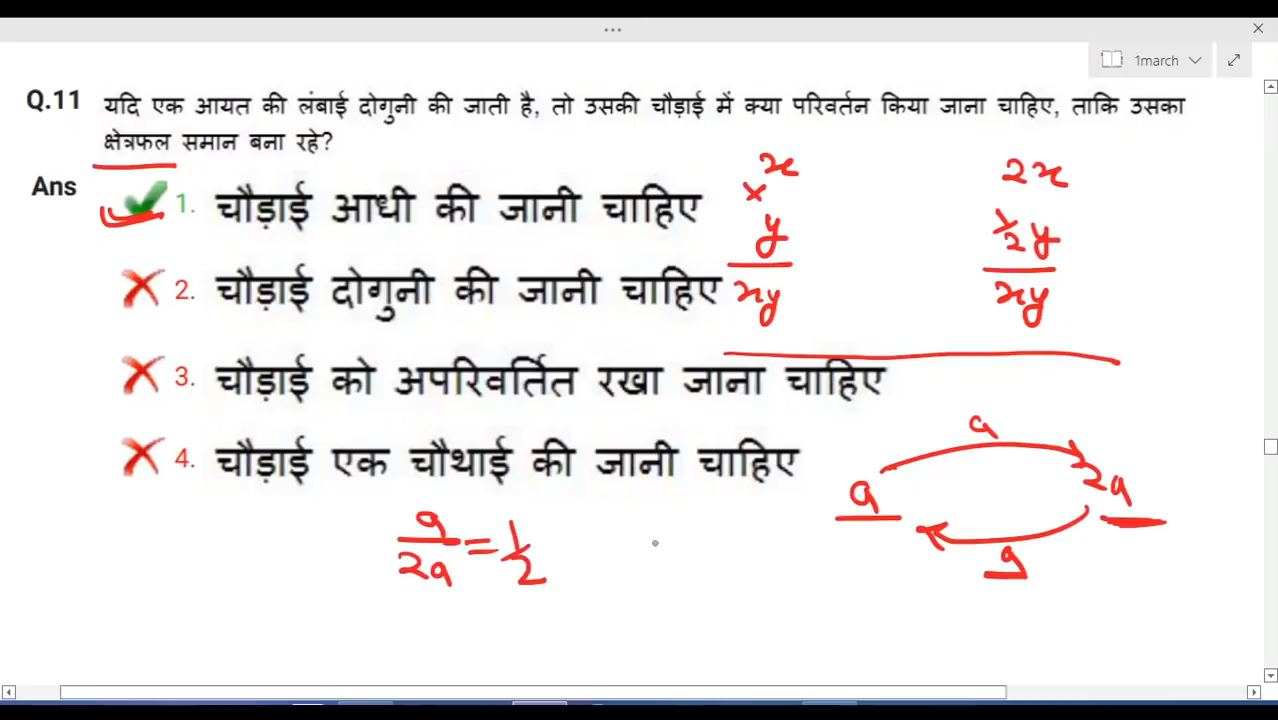 1march
Q.11 यदि एक आयत की लंबाई दोगुनी की जाती है, तो उसकी चौड़ाई में क्या परिवर्तन किया जाना चाहिए, ताकि उसका
क्षेत्रफल समान बना रहे?
Ans 1. चौड़ाई आधी की जानी चाहिए
2. चौड़ाई दोगुनी की जानी चाहिए
3. चौड़ाई को अपरिवर्तित रखा जाना चाहिए
4. चौड़ाई एक चौथाई की जानी चाहिए
x 2x
× y 1/2 y
xy xy
a
a 2a
a
a/2a = 1/2